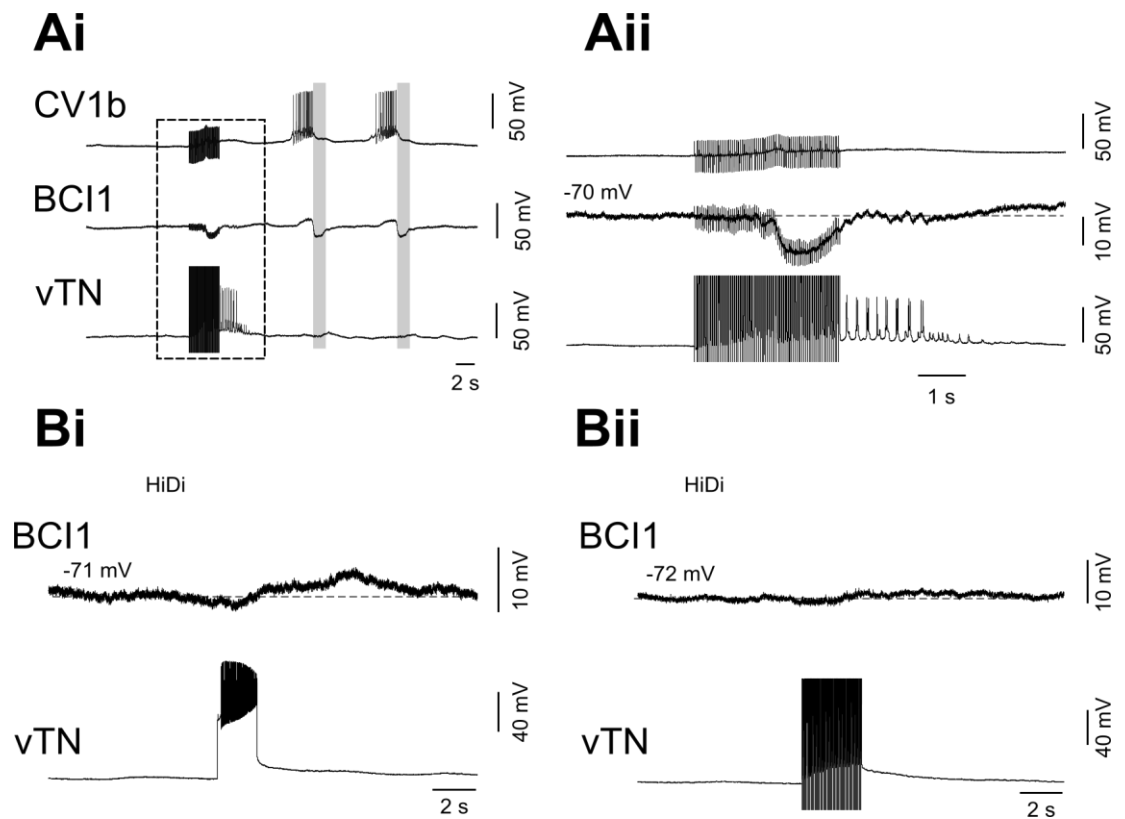 Ai
CV1b
50 mV
BCI1
50 mV
vTN
50 mV
2 s
Aii
50 mV
-70 mV
10 mV
50 mV
1 s
Bi
HiDi
BCI1
-71 mV
10 mV
vTN
40 mV
2 s
Bii
HiDi
BCI1
-72 mV
10 mV
vTN
40 mV
2 s